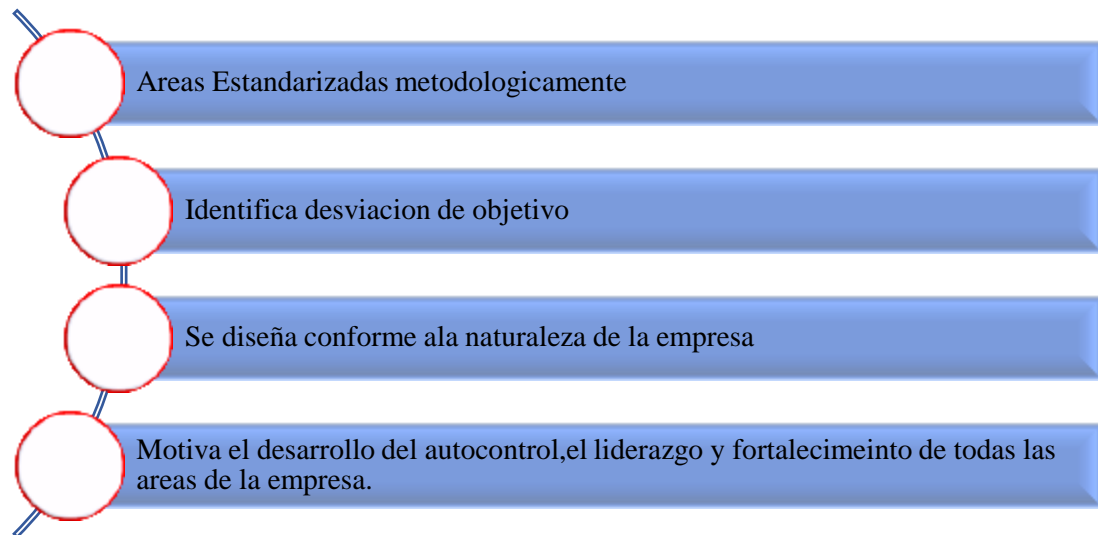 Areas Estandarizadas metodologicamente
Identifica desviacion de objetivo
Se diseña conforme ala naturaleza de la empresa
Motiva el desarrollo del autocontrol,el liderazgo y fortalecimeinto de todas las
areas de la empresa.